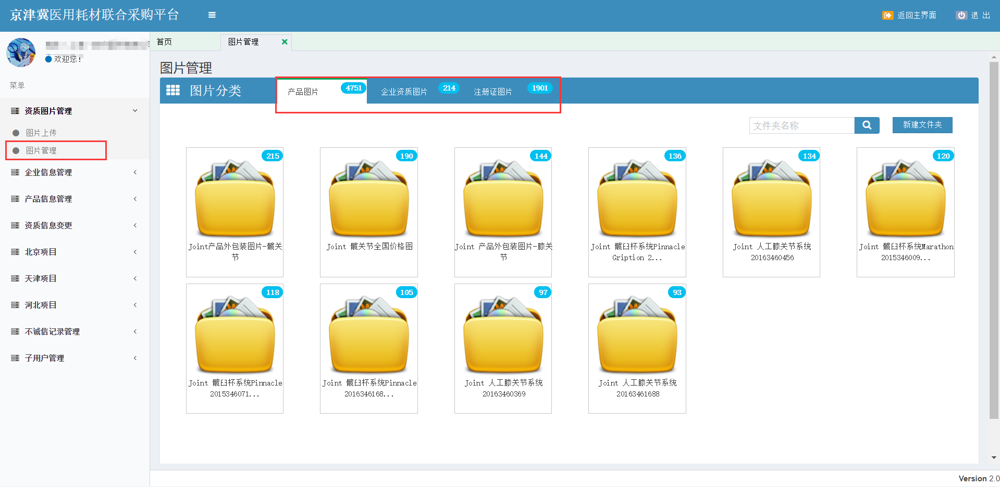 京津冀医用耗材联合采购平台
返回主界面
退 出
欢迎您！
首页
图片管理
菜单
资质图片管理
图片上传
图片管理
企业信息管理
产品信息管理
资质信息变更
北京项目
天津项目
河北项目
不诚信记录管理
子用户管理
图片管理
图片分类
产品图片 4751
企业资质图片 214
注册证图片 1901
文件夹名称
新建文件夹
215
Joint产品外包装图片-髋关
节
190
Joint 髋关节全国价格图
144
Joint 产品外包装图片-膝关
节
136
Joint 髋臼杯系统Pinnacle
Gription 2...
134
Joint 人工膝关节系统
20163460456
120
Joint 髋臼杯系统Marathon
2015346009...
118
Joint 髋臼杯系统Pinnacle
2015346071...
105
Joint 髋臼杯系统Pinnacle
2016346168...
97
Joint 人工膝关节系统
20163460369
93
Joint 人工膝关节系统
20163461688
Version 2.0